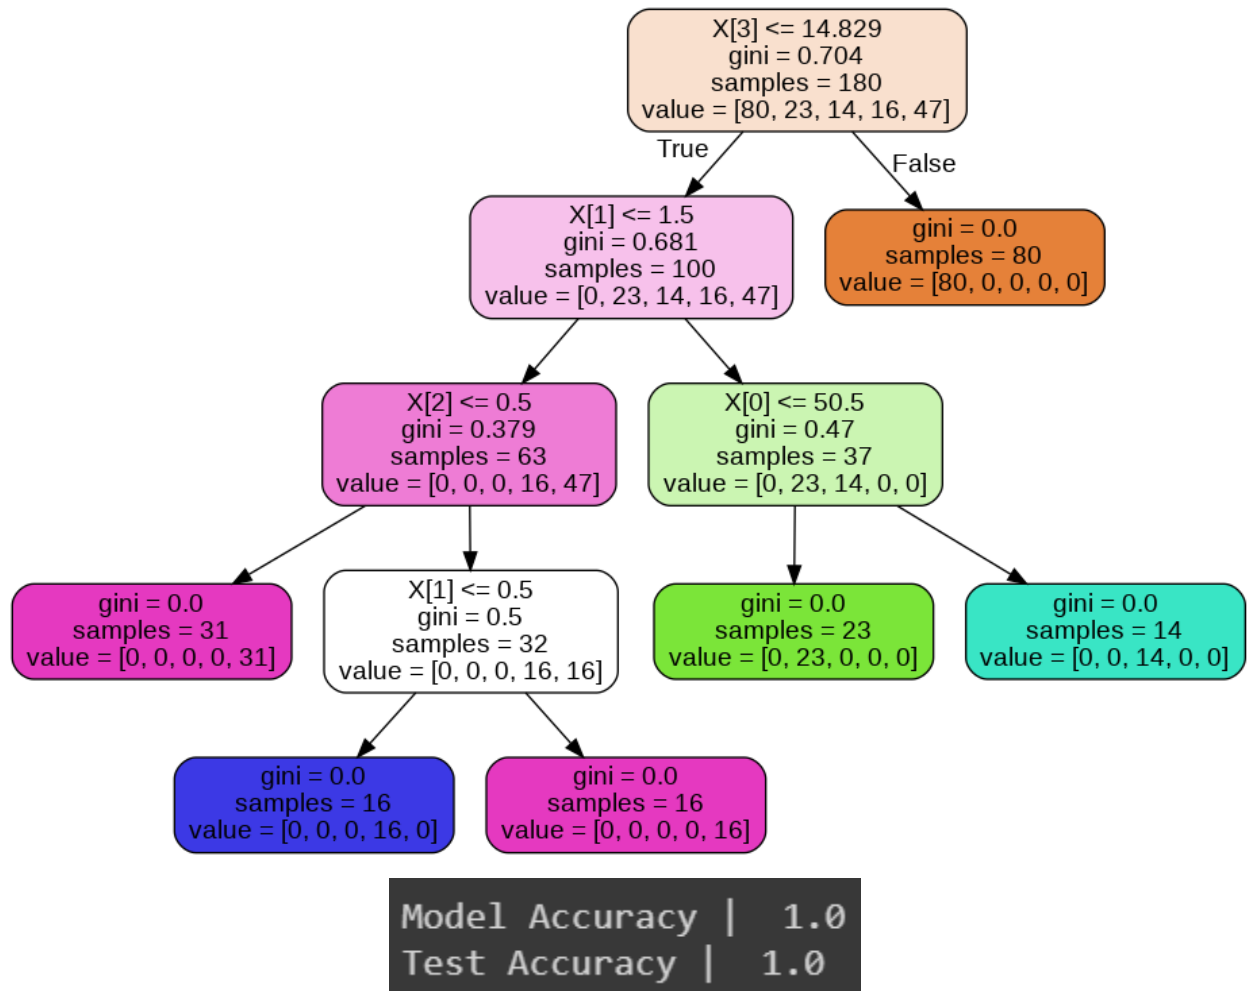 X[3] <= 14.829
gini = 0.704
samples = 180
value = [80, 23, 14, 16, 47]
True
False
X[1] <= 1.5
gini = 0.681
samples = 100
value = [0, 23, 14, 16, 47]
gini = 0.0
samples = 80
value = [80, 0, 0, 0, 0]
X[2] <= 0.5
gini = 0.379
samples = 63
value = [0, 0, 0, 16, 47]
X[0] <= 50.5
gini = 0.47
samples = 37
value = [0, 23, 14, 0, 0]
gini = 0.0
samples = 31
value = [0, 0, 0, 0, 31]
X[1] <= 0.5
gini = 0.5
samples = 32
value = [0, 0, 0, 16, 16]
gini = 0.0
samples = 23
value = [0, 23, 0, 0, 0]
gini = 0.0
samples = 14
value = [0, 0, 14, 0, 0]
gini = 0.0
samples = 16
value = [0, 0, 0, 16, 0]
gini = 0.0
samples = 16
value = [0, 0, 0, 0, 16]
Model Accuracy | 1.0
Test Accuracy | 1.0